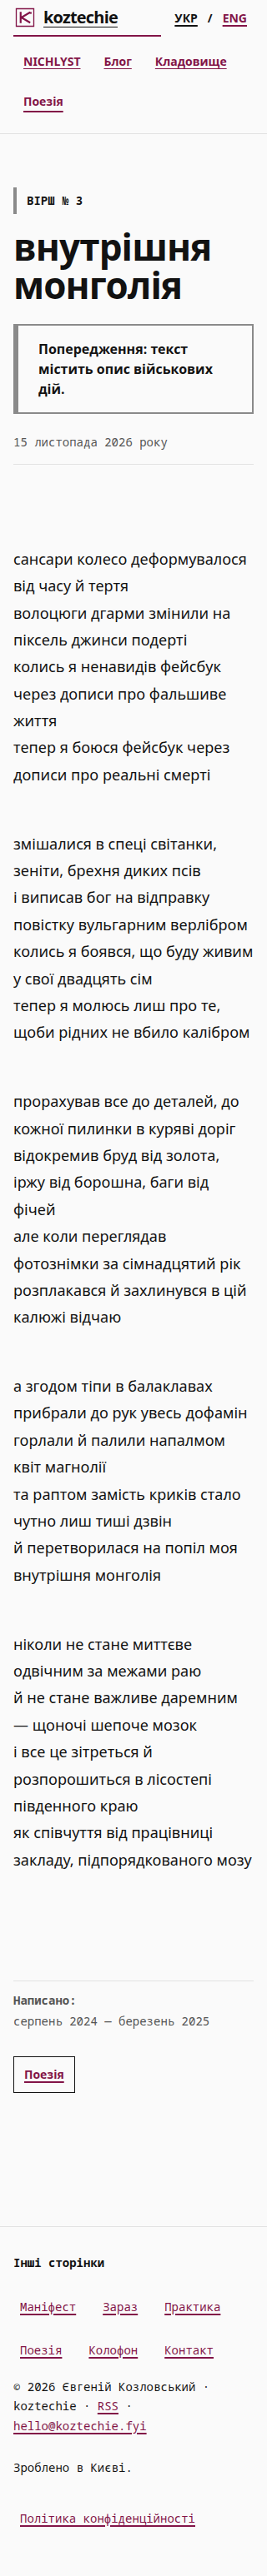 koztechie УКР / ENG
NICHLYST Блог Кладовище
Поезія
ВІРШ № 3
внутрішня
монголія
Попередження: текст
містить опис військових
дій.
15 листопада 2026 року
сансари колесо деформувалося
від часу й тертя
волоцюги дгарми змінили на
піксель джинси подерті
колись я ненавидів фейсбук
через дописи про фальшиве
життя
тепер я боюся фейсбук через
дописи про реальні смерті
змішалися в спеці світанки,
зеніти, брехня диких псів
і виписав бог на відправку
повістку вульгарним верлібром
колись я боявся, що буду живим
у свої двадцять сім
тепер я молюсь лиш про те,
щоби рідних не вбило калібром
прорахував все до деталей, до
кожної пилинки в куряві доріг
відокремив бруд від золота,
іржу від борошна, баги від
фічей
але коли переглядав
фотознімки за сімнадцятий рік
розплакався й захлинувся в цій
калюжі відчаю
а згодом тіпи в балаклавах
прибрали до рук увесь дофамін
горлали й палили напалмом
квіт магнолії
та раптом замість криків стало
чутно лиш тиші дзвін
й перетворилася на попіл моя
внутрішня монголія
ніколи не стане миттєве
одвічним за межами раю
й не стане важливе даремним
— щоночі шепоче мозок
і все це зітреться й
розпорошиться в лісостепі
південного краю
як співчуття від працівниці
закладу, підпорядкованого мозу
Написано:
серпень 2024 — березень 2025
Поезія
Інші сторінки
Маніфест Зараз Практика
Поезія Колофон Контакт
© 2026 Євгеній Козловський ·
koztechie · RSS ·
hello@koztechie.fyi
Зроблено в Києві.
Політика конфіденційності